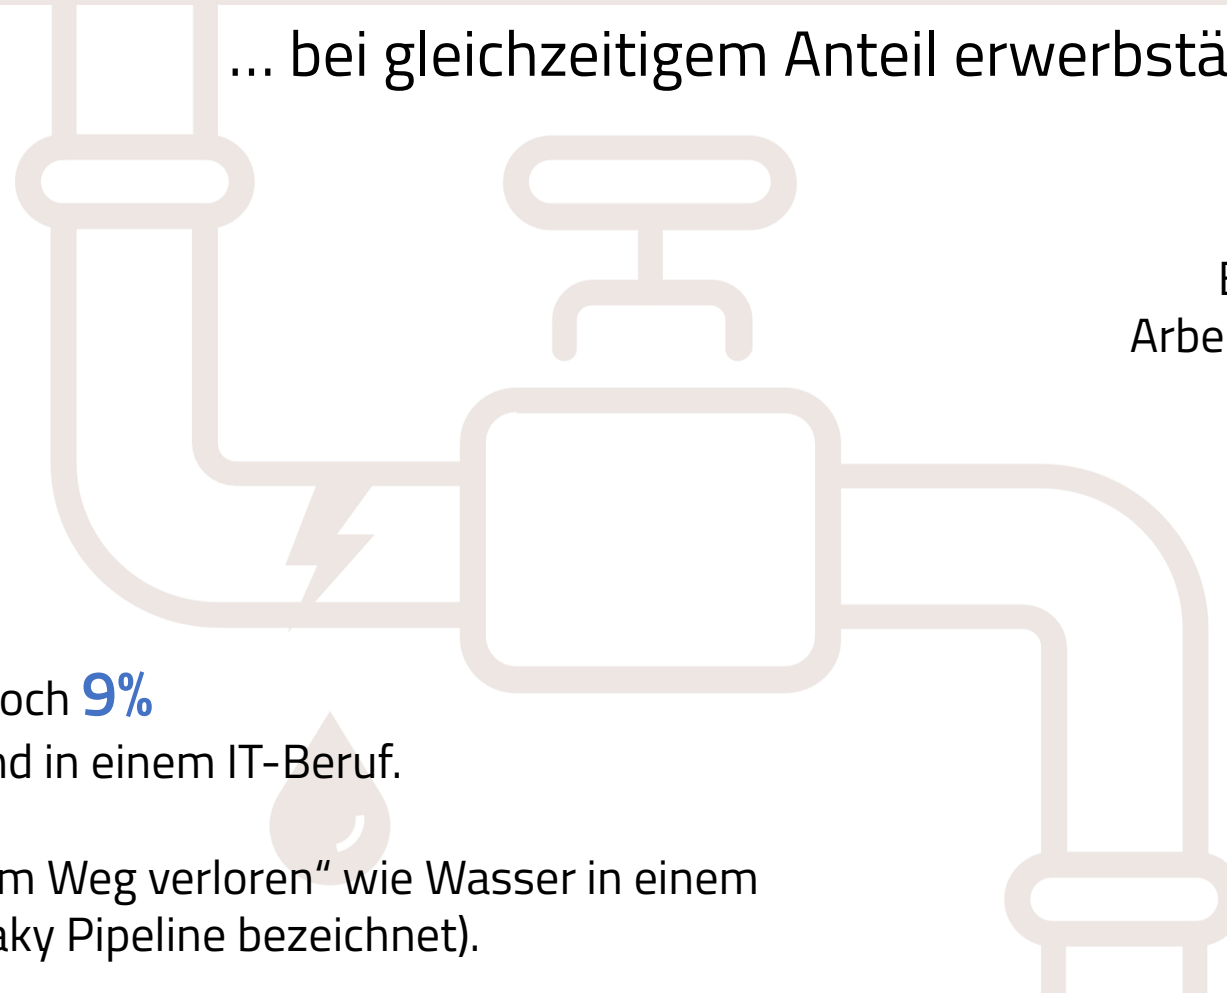 ... bei gleichzeitigem Anteil erwerbstä
Arbe
och 9%
nd in einem IT-Beruf.
m Weg verloren“ wie Wasser in einem
aky Pipeline bezeichnet).